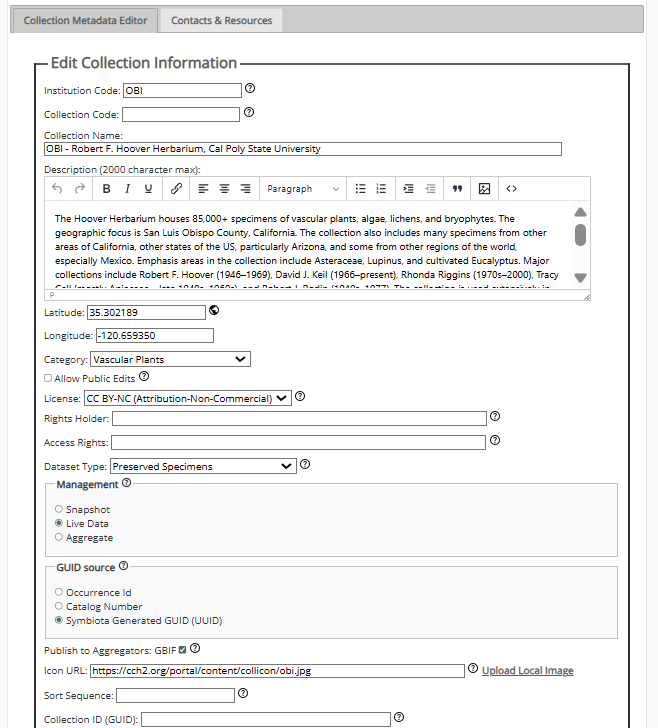 Collection Metadata Editor Contacts & Resources
Edit Collection Information
Institution Code: OBI
Collection Code:
Collection Name:
OBI - Robert F. Hoover Herbarium, Cal Poly State University
Description (2000 character max):
B I U Paragraph
The Hoover Herbarium houses 85,000+ specimens of vascular plants, algae, lichens, and bryophytes. The
geographic focus is San Luis Obispo County, California. The collection also includes many specimens from other
areas of California, other states of the US, particularly Arizona, and some from other regions of the world,
especially Mexico. Emphasis areas in the collection include Asteraceae, Lupinus, and cultivated Eucalyptus. Major
collections include Robert F. Hoover (1946–1969), David J. Keil (1966–present), Rhonda Riggins (1970s–2000), Tracy
P
Latitude: 35.302189
Longitude: -120.659350
Category: Vascular Plants
Allow Public Edits
License: CC BY-NC (Attribution-Non-Commercial)
Rights Holder:
Access Rights:
Dataset Type: Preserved Specimens
Management
Snapshot
Live Data
Aggregate
GUID source
Occurrence Id
Catalog Number
Symbiota Generated GUID (UUID)
Publish to Aggregators: GBIF
Icon URL: https://cch2.org/portal/content/collicon/obi.jpg Upload Local Image
Sort Sequence:
Collection ID (GUID):